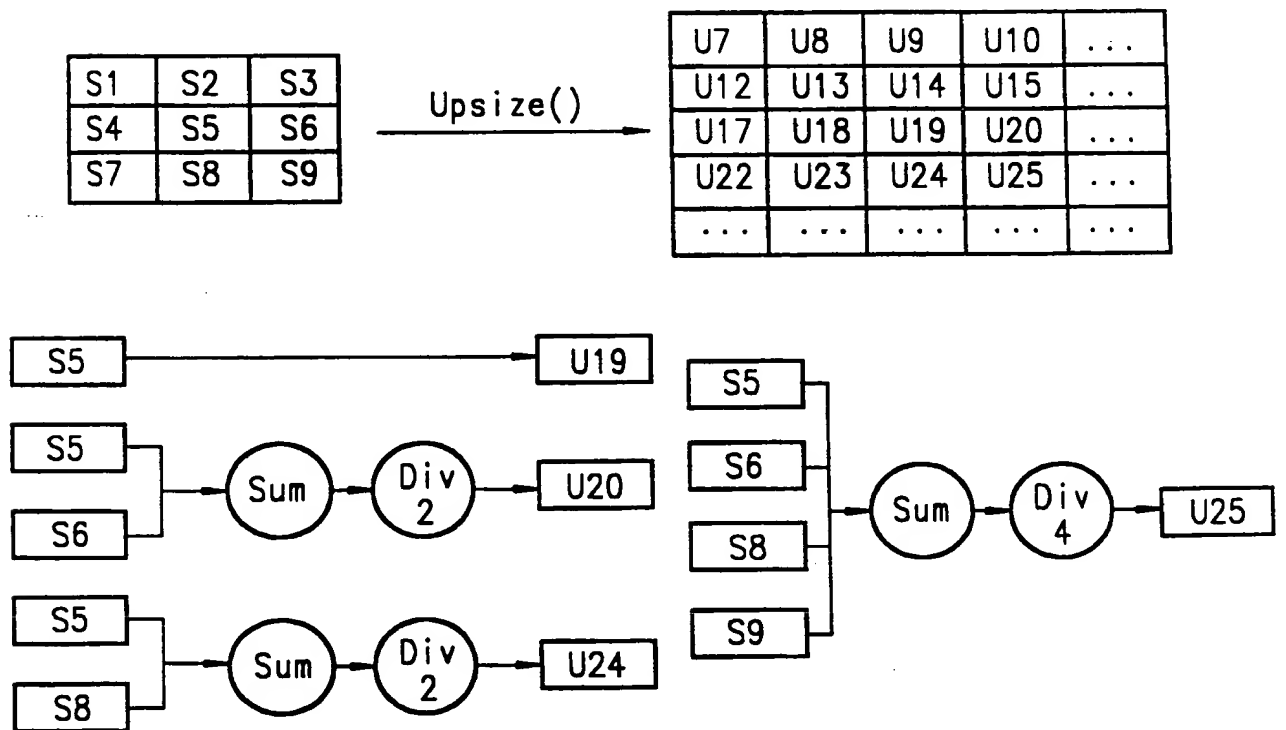 S1 S2 S3
S4 S5 S6
S7 S8 S9
Upsize()
U7 U8 U9 U10 ...
U12 U13 U14 U15 ...
U17 U18 U19 U20 ...
U22 U23 U24 U25 ...
... ... ... ... ...
S5 U19
S5
S6
Sum
Div 2
U20
S5
S8
Sum
Div 2
U24
S5
S6
S8
S9
Sum
Div 4
U25